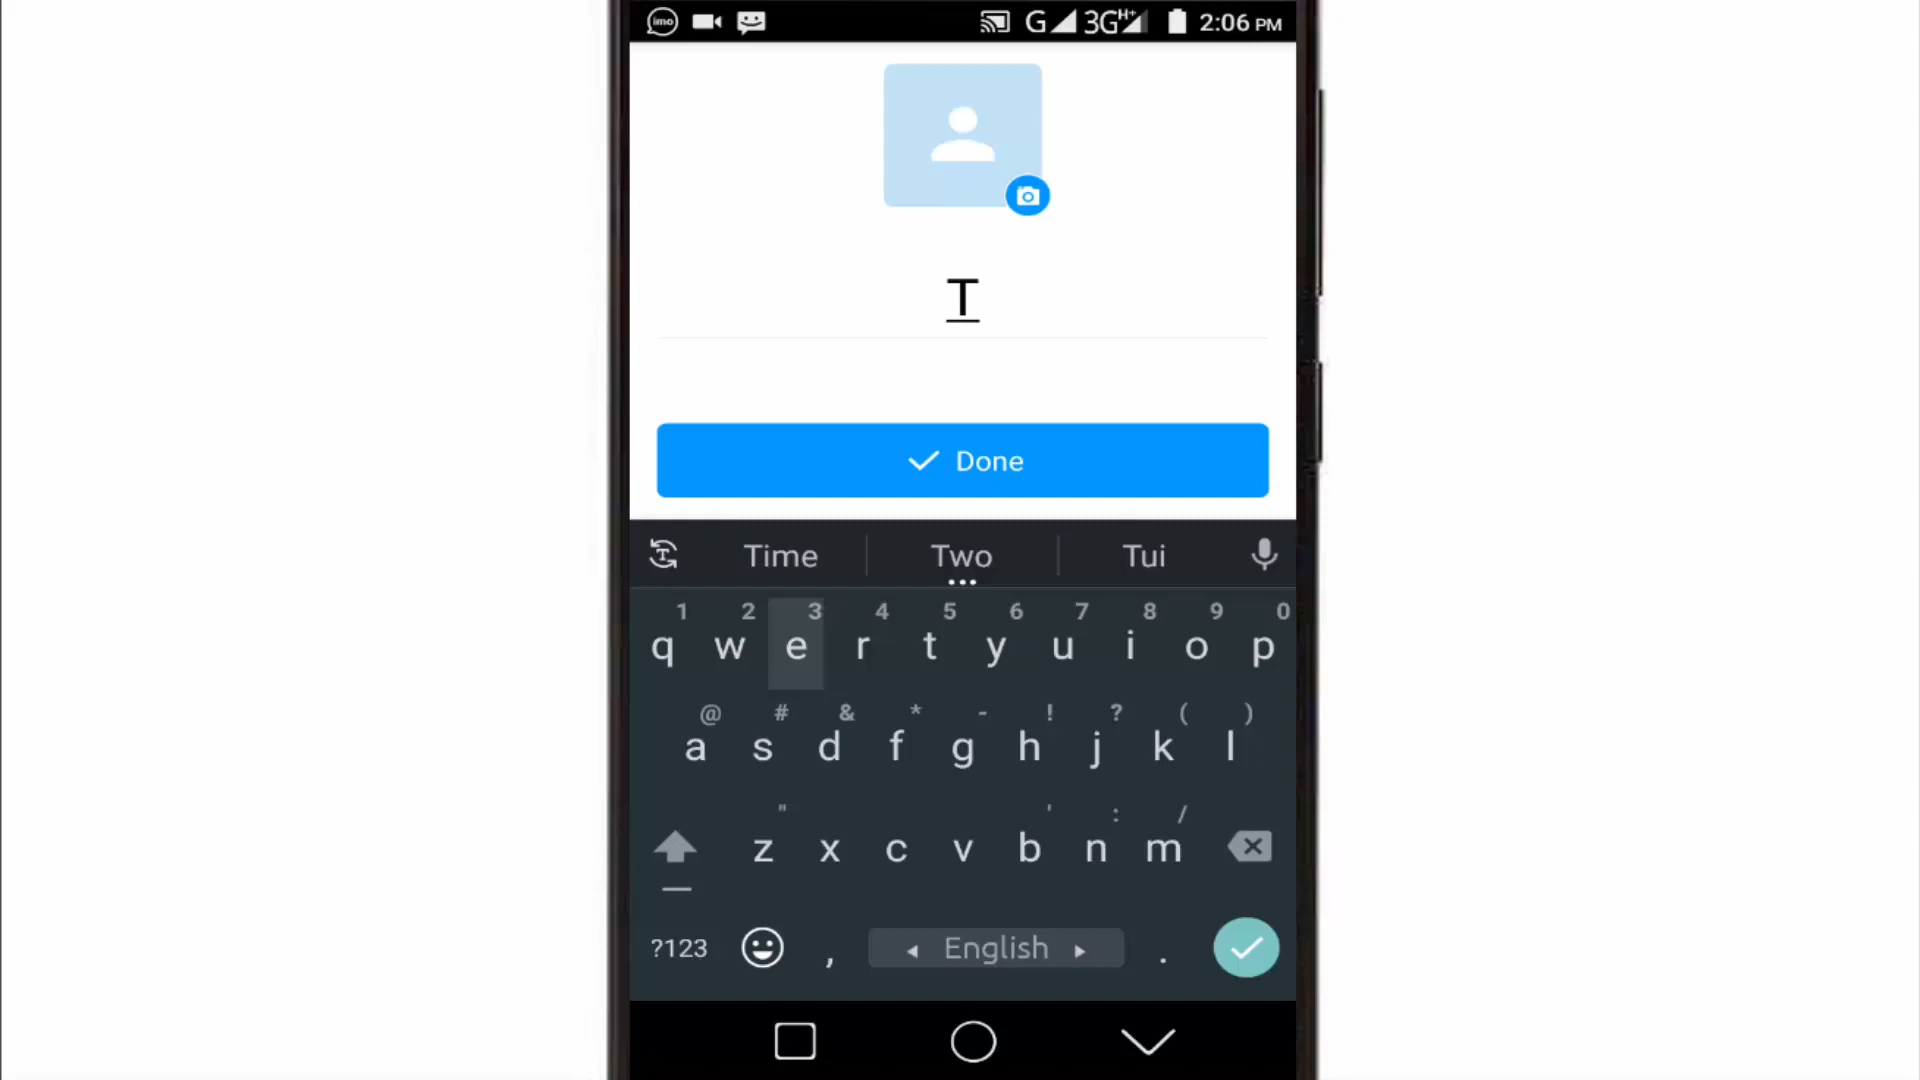 imo G 3G H+ 2:06 PM
T
Done
Time Two Tui
1 2 3 4 5 6 7 8 9 0
q w e r t y u i o p
@ # & * - ! ? ( )
a s d f g h j k l
" ' : /
z x c v b n m
?123 , English .